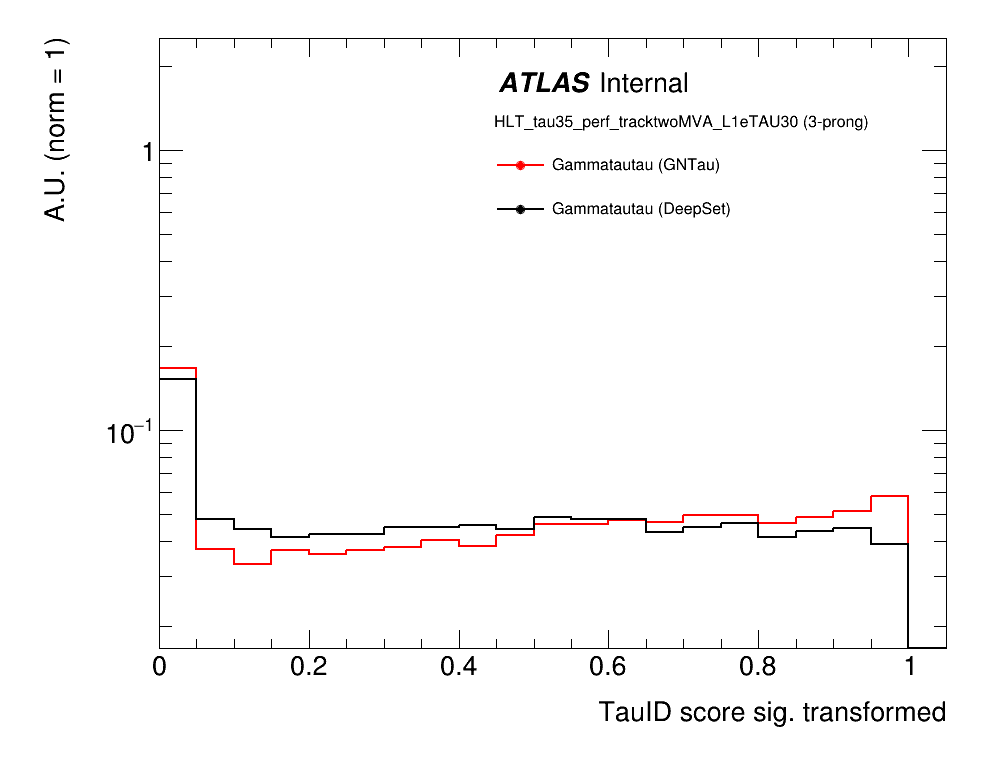 A.U. (norm = 1)
ATLAS Internal
HLT_tau35_perf_tracktwoMVA_L1eTAU30 (3-prong)
Gammatautau (GNTau)
Gammatautau (DeepSet)
1
10⁻¹
0 0.2 0.4 0.6 0.8 1
TauID score sig. transformed